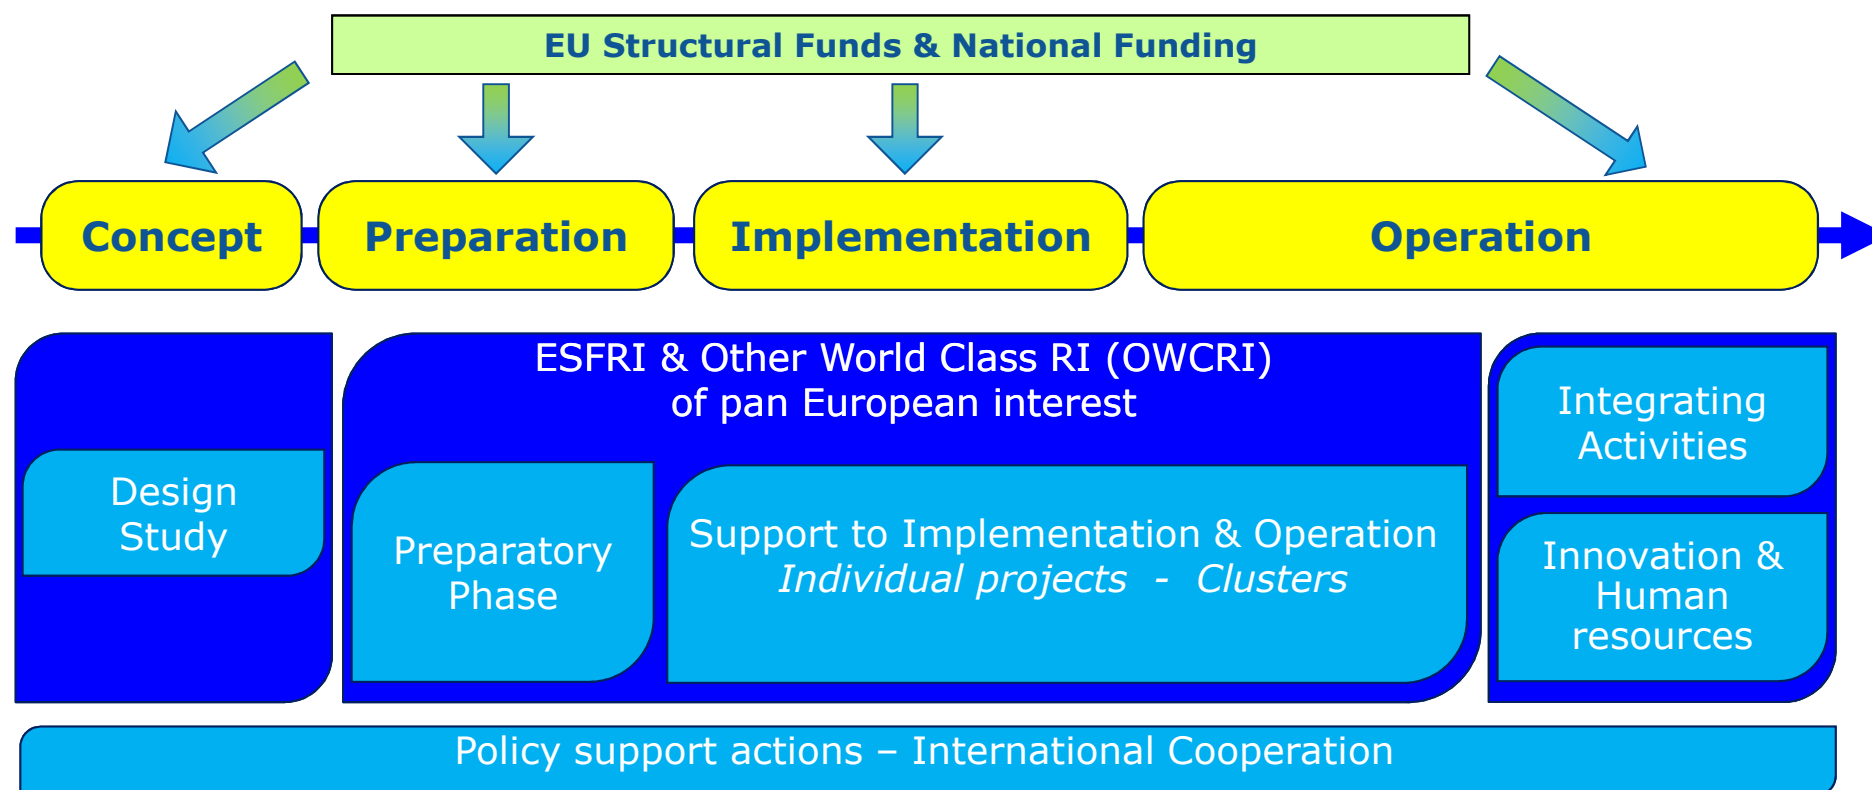 EU Structural Funds & National Funding
Concept
Preparation
Implementation
Operation
ESFRI & Other World Class RI (OWCRI)
of pan European interest
Design
Study
Preparatory
Phase
Support to Implementation & Operation
Individual projects - Clusters
Integrating
Activities
Innovation &
Human
resources
Policy support actions – International Cooperation